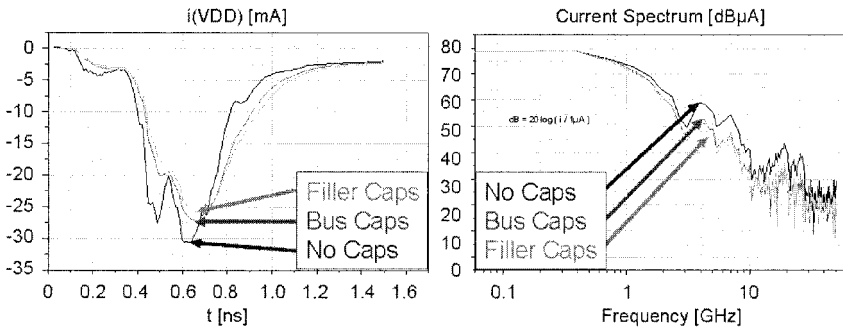 i(VDD) [mA]
0
-5
-10
-15
-20
-25
-30
-35
0
0.2
0.4
0.6
0.8
1.0
1.2
1.4
1.6
t [ns]
Filler Caps
Bus Caps
No Caps
Current Spectrum [dBµA]
80
70
60
50
40
30
20
10
0
0.1
1
10
Frequency [GHz]
dB = 20 log ( i / 1µA )
No Caps
Bus Caps
Filler Caps